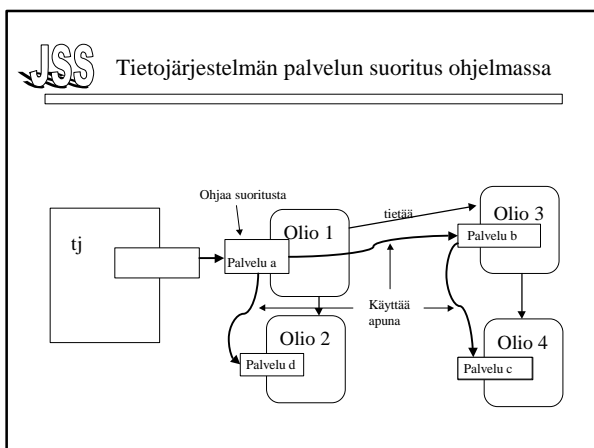 JSS
Tietojärjestelmän palvelun suoritus ohjelmassa
Ohjaa suoritusta
tj
Olio 1
Palvelu a
tietää
Olio 3
Palvelu b
Käyttää
apuna
Olio 2
Palvelu d
Olio 4
Palvelu c